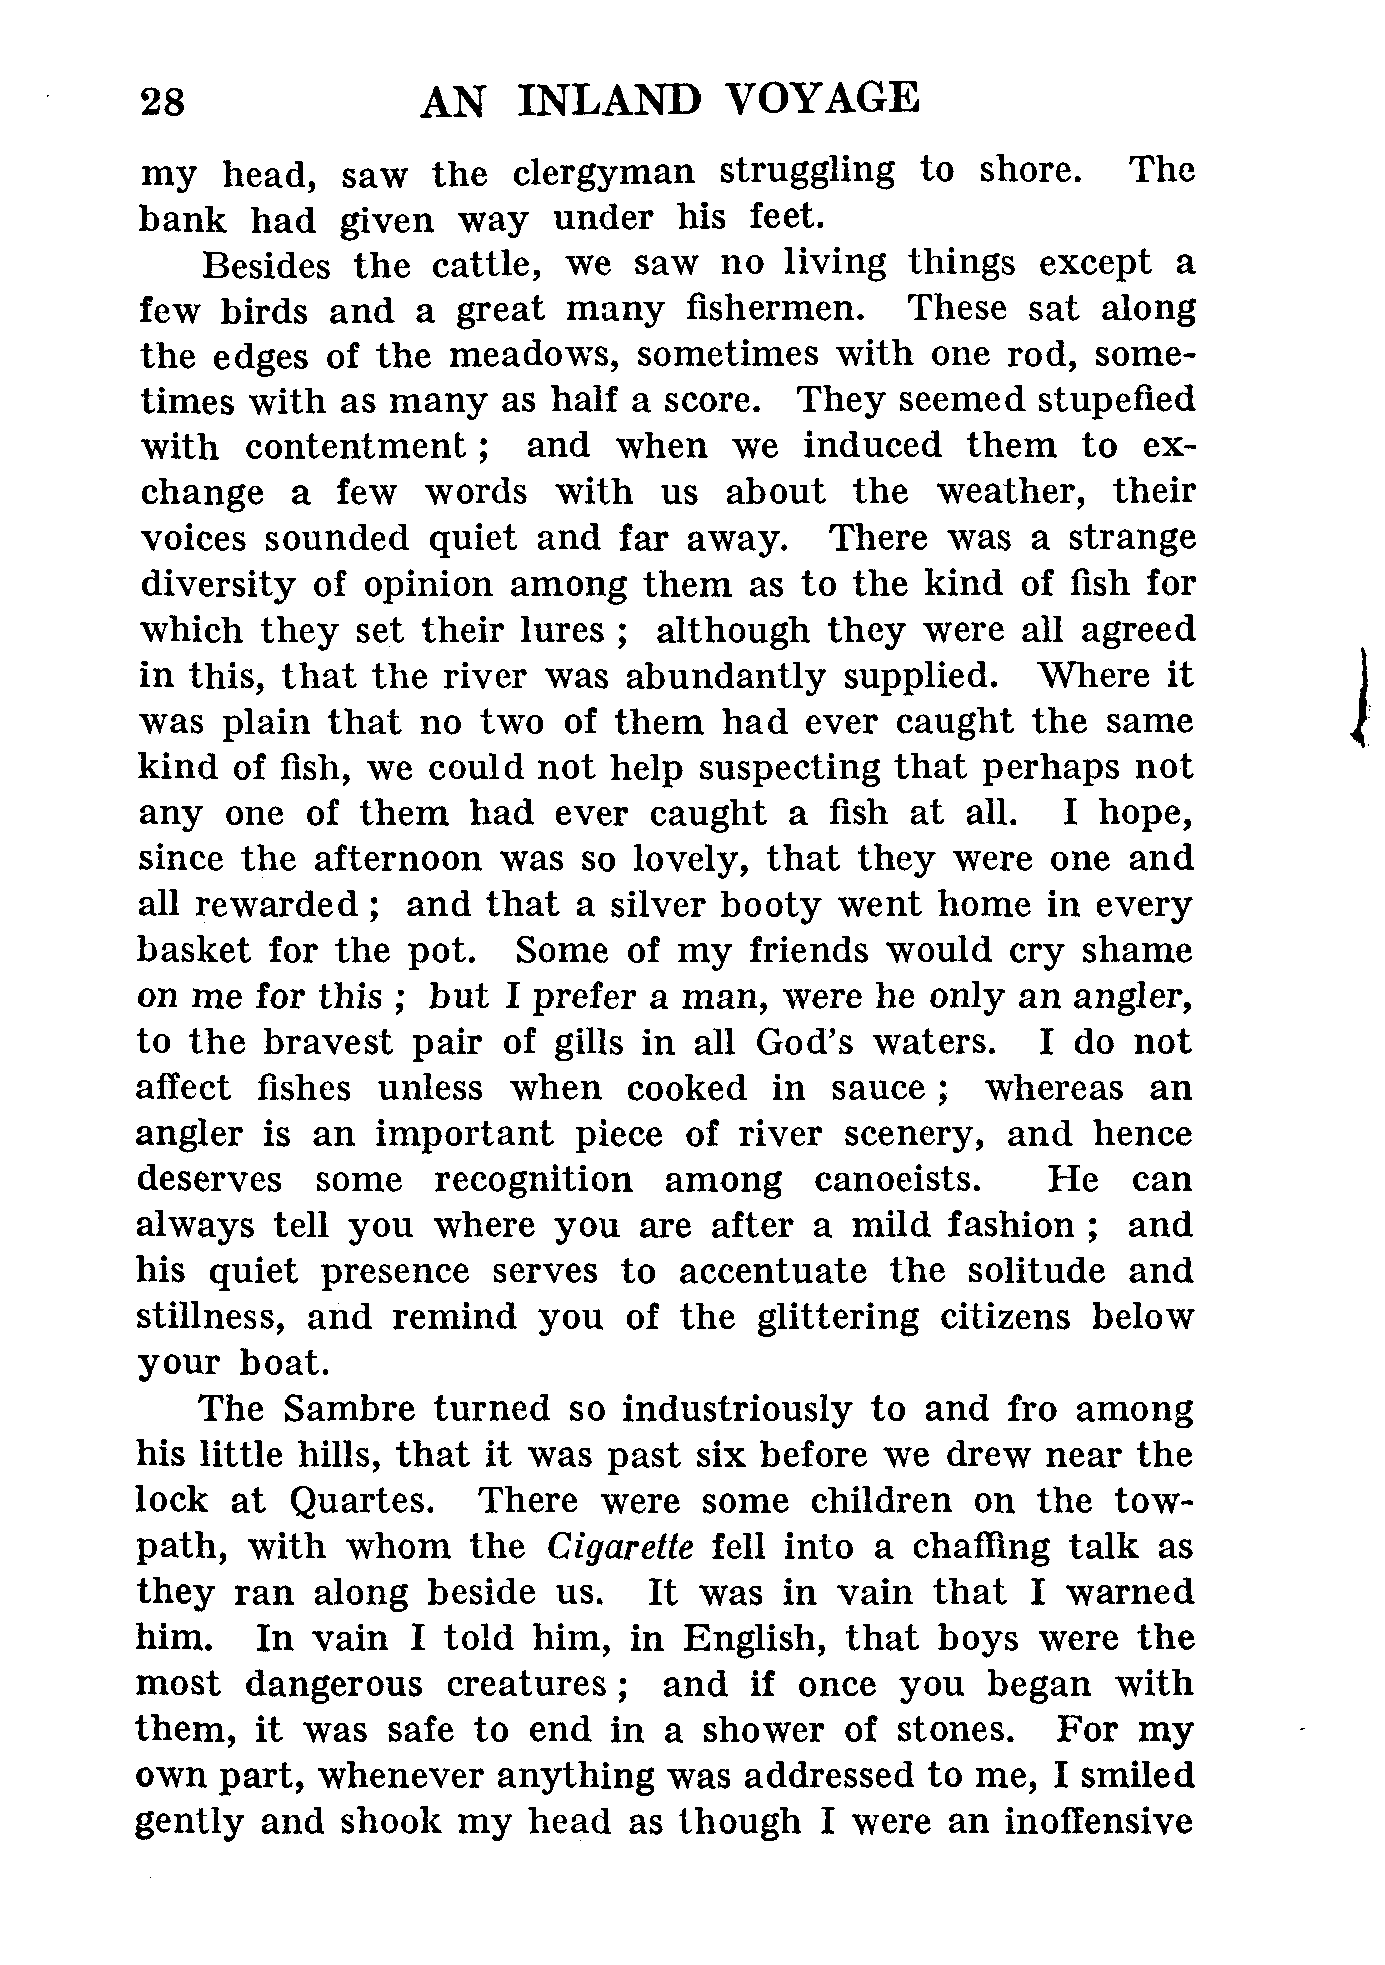 28 AN INLAND VOYAGE
my head, saw the clergyman struggling to shore. The
bank had given way under his feet.
Besides the cattle, we saw no living things except a
few birds and a great many fishermen. These sat along
the edges of the meadows, sometimes with one rod, some-
times with as many as half a score. They seemed stupefied
with contentment ; and when we induced them to ex-
change a few words with us about the weather, their
voices sounded quiet and far away. There was a strange
diversity of opinion among them as to the kind of fish for
which they set their lures ; although they were all agreed
in this, that the river was abundantly supplied. Where it
was plain that no two of them had ever caught the same
kind of fish, we could not help suspecting that perhaps not
any one of them had ever caught a fish at all. I hope,
since the afternoon was so lovely, that they were one and
all rewarded ; and that a silver booty went home in every
basket for the pot. Some of my friends would cry shame
on me for this ; but I prefer a man, were he only an angler,
to the bravest pair of gills in all God's waters. I do not
affect fishes unless when cooked in sauce ; whereas an
angler is an important piece of river scenery, and hence
deserves some recognition among canoeists. He can
always tell you where you are after a mild fashion ; and
his quiet presence serves to accentuate the solitude and
stillness, and remind you of the glittering citizens below
your boat.
The Sambre turned so industriously to and fro among
his little hills, that it was past six before we drew near the
lock at Quartes. There were some children on the tow-
path, with whom the Cigarette fell into a chaffing talk as
they ran along beside us. It was in vain that I warned
him. In vain I told him, in English, that boys were the
most dangerous creatures ; and if once you began with
them, it was safe to end in a shower of stones. For my
own part, whenever anything was addressed to me, I smiled
gently and shook my head as though I were an inoffensive